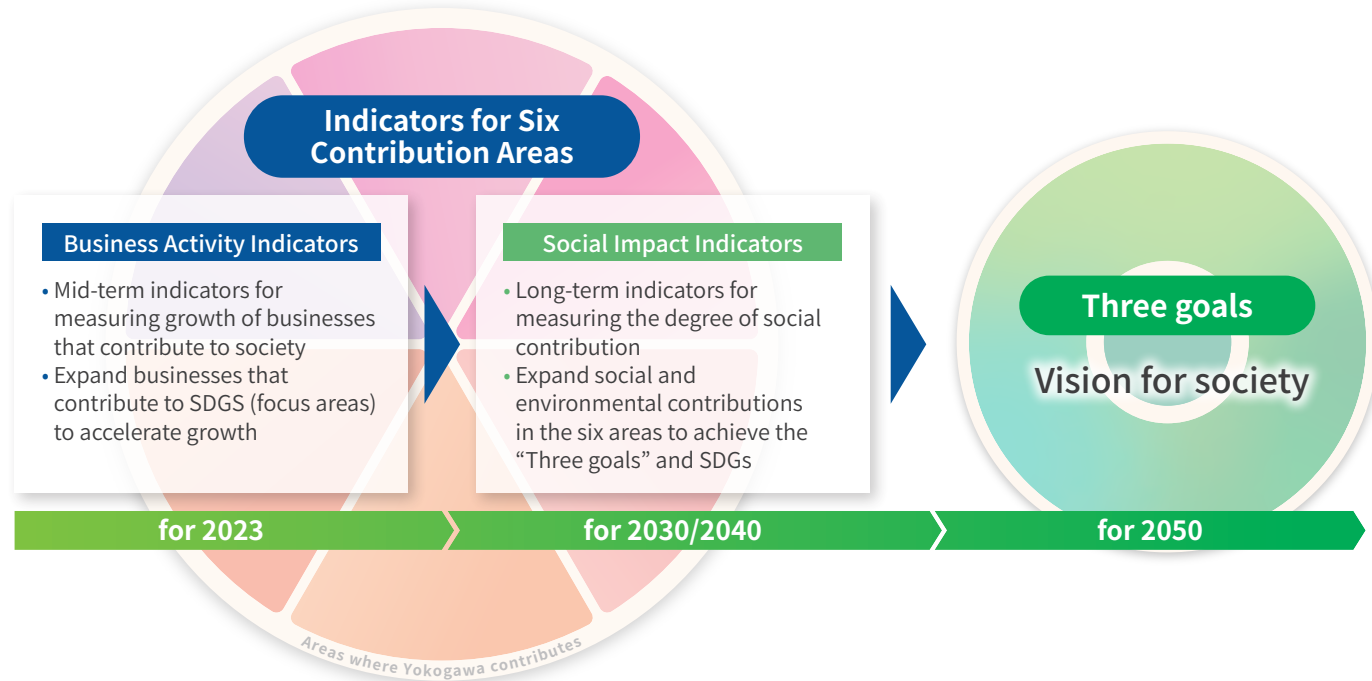 Indicators for Six
Contribution Areas
Business Activity Indicators
• Mid-term indicators for
measuring growth of businesses
that contribute to society
• Expand businesses that
contribute to SDGS (focus areas)
to accelerate growth
Social Impact Indicators
• Long-term indicators for
measuring the degree of social
contribution
• Expand social and
environmental contributions
in the six areas to achieve the
“Three goals” and SDGs
Three goals
Vision for society
for 2023
for 2030/2040
for 2050
Areas where Yokogawa contributes